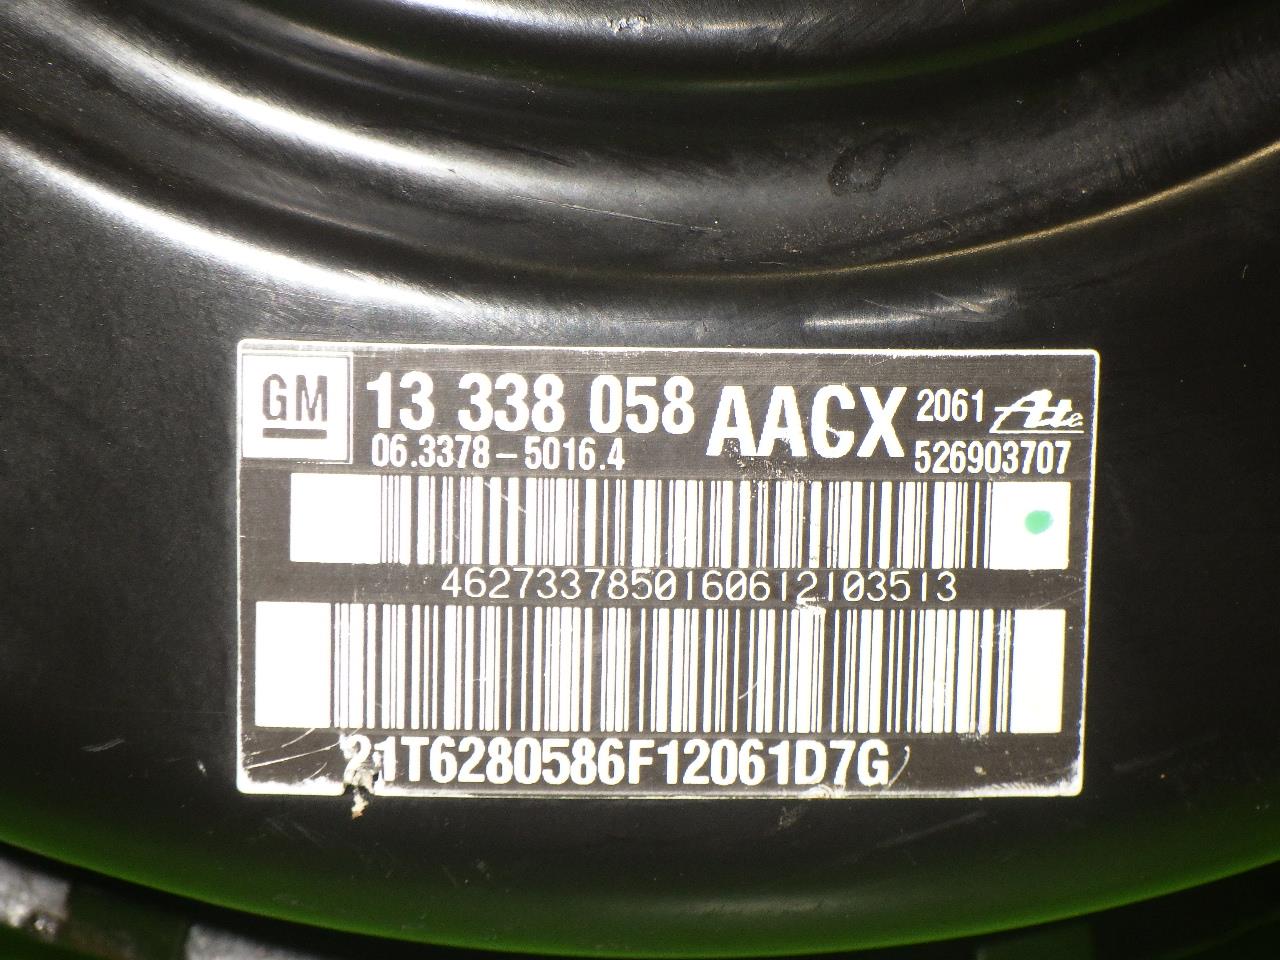 GM 13 338 058 AACX 2061 Ate
06.3378-5016.4 526903707
4627337850160612103513
21T6280586F12061D7G